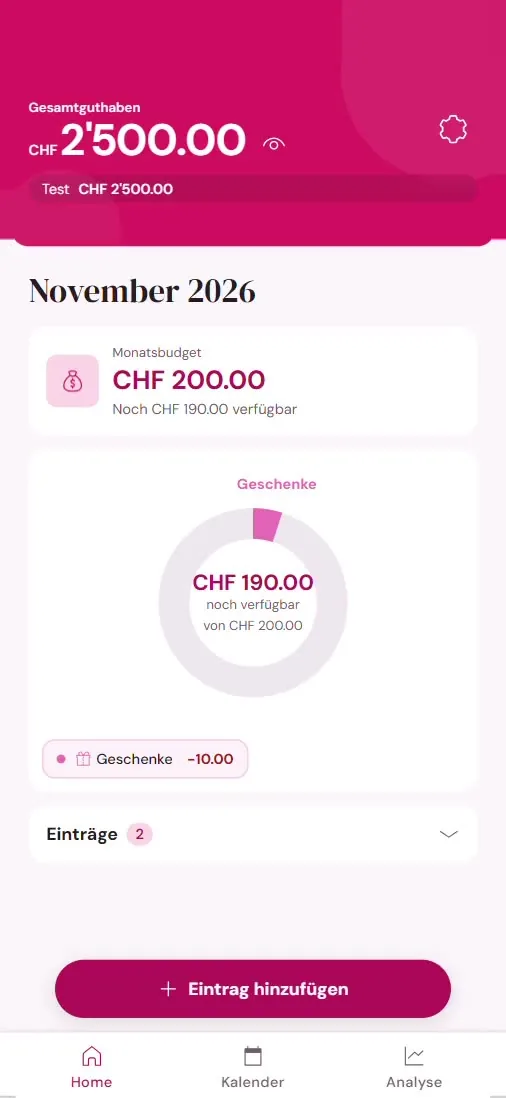 Gesamtguthaben
CHF 2'500.00
Test CHF 2'500.00
November 2026
Monatsbudget
CHF 200.00
Noch CHF 190.00 verfügbar
Geschenke
CHF 190.00
noch verfügbar
von CHF 200.00
Geschenke -10.00
Einträge 2
+ Eintrag hinzufügen
Home Kalender Analyse